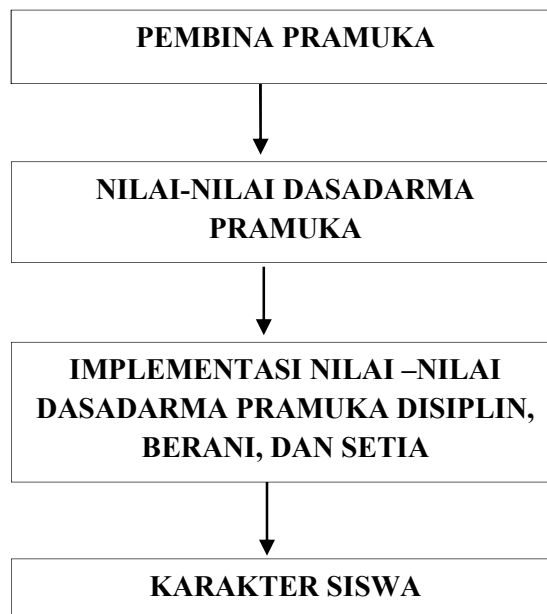 PEMBINA PRAMUKA
NILAI-NILAI DASADARMA
PRAMUKA
IMPLEMENTASI NILAI –NILAI
DASADARMA PRAMUKA DISIPLIN,
BERANI, DAN SETIA
KARAKTER SISWA